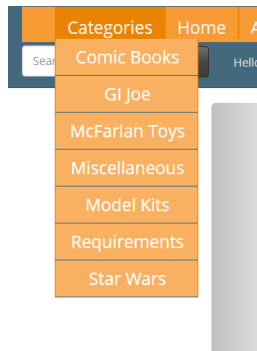 Categories Home
Comic Books
GI Joe
McFarlan Toys
Miscellaneous
Model Kits
Requirements
Star Wars